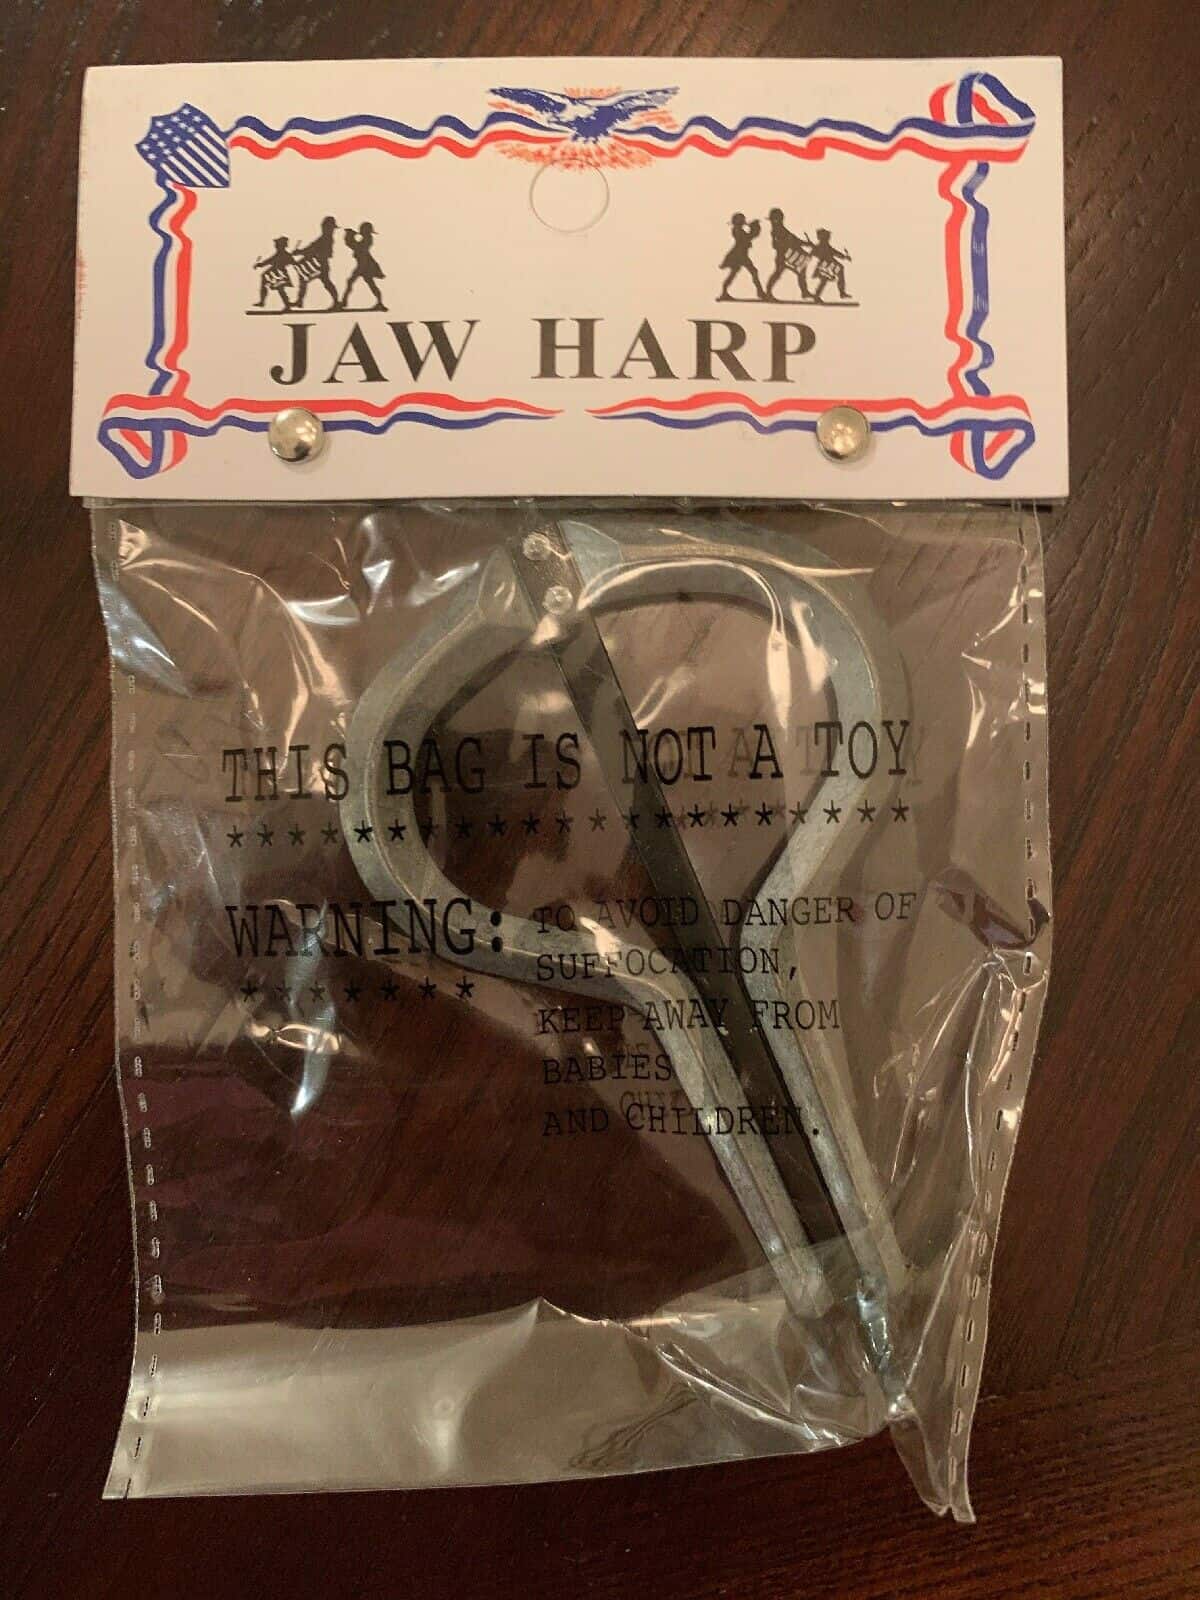 JAW HARP
THIS BAG IS NOT A TOY
*********************
WARNING: TO AVOID DANGER OF
******* SUFFOCATION,
KEEP AWAY FROM
BABIES
AND CHILDREN.